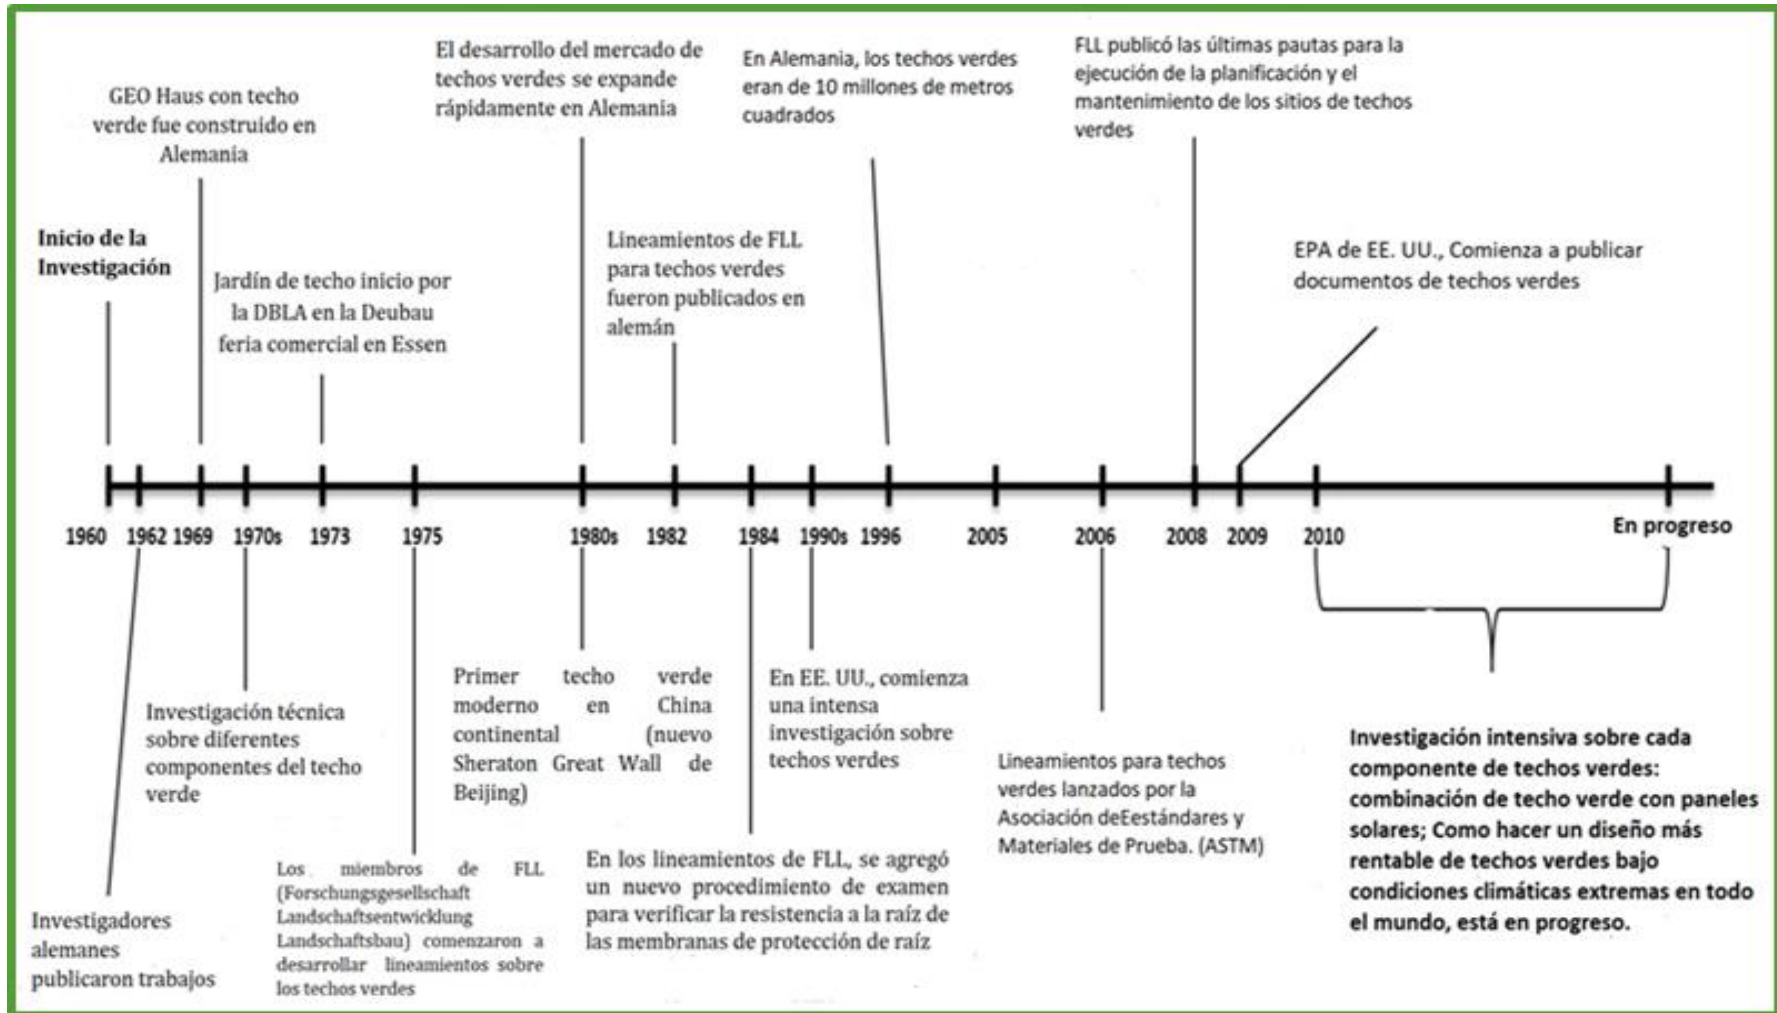 GEO Haus con techo
verde fue construido en
Alemania
El desarrollo del mercado de
techos verdes se expande
rápidamente en Alemania
En Alemania, los techos verdes
eran de 10 millones de metros
cuadrados
FLL publicó las últimas pautas para la
ejecución de la planificación y el
mantenimiento de los sitios de techos
verdes
Inicio de la
Investigación
Jardín de techo inicio por
la DBLA en la Deubau
feria comercial en Essen
Lineamientos de FLL
para techos verdes
fueron publicados en
alemán
EPA de EE. UU., Comienza a publicar
documentos de techos verdes
1960 1962 1969 1970s 1973 1975 1980s 1982 1984 1990s 1996 2005 2006 2008 2009 2010 En progreso
Investigadores
alemanes
publicaron trabajos
Investigación técnica
sobre diferentes
componentes del techo
verde
Los miembros de FLL
(Forschungsgesellschaft
Landschaftsentwicklung
Landschaftsbau) comenzaron a
desarrollar lineamientos sobre
los techos verdes
Primer techo verde
moderno en China
continental (nuevo
Sheraton Great Wall de
Beijing)
En los lineamientos de FLL, se agregó
un nuevo procedimiento de examen
para verificar la resistencia a la raíz de
las membranas de protección de raíz
En EE. UU., comienza
una intensa
investigación sobre
techos verdes
Lineamientos para techos
verdes lanzados por la
Asociación deEestándares y
Materiales de Prueba. (ASTM)
Investigación intensiva sobre cada
componente de techos verdes:
combinación de techo verde con paneles
solares; Como hacer un diseño más
rentable de techos verdes bajo
condiciones climáticas extremas en todo
el mundo, está en progreso.